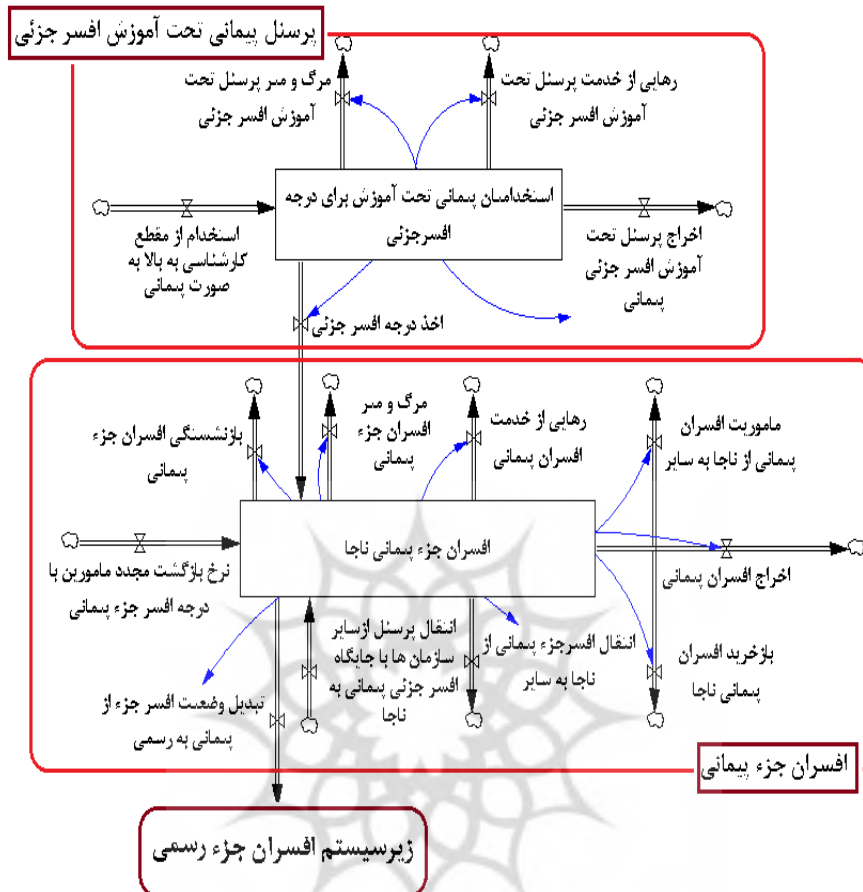 پرسنل پیمانی تحت آموزش افسر جزئی
رهایی از خدمت پرسنل تحت
آموزش افسر جزئی
مرگ و میر پرسنل تحت
آموزش افسر جزئی
استخدامیان پیمانی تحت آموزش برای درجه
افسرجزئی
استخدام از مقطع
کارشناسی به بالا به
صورت پیمانی
اخراج پرسنل تحت
آموزش افسر جزئی
پیمانی
اخذ درجه افسر جزئی
ماموریت افسران
پیمانی از ناجا به سایر
رهایی از خدمت
افسران پیمانی
مرگ و میر
افسران جزء
پیمانی
بازنشستگی افسران جزء
پیمانی
افسران جزء پیمانی ناجا
اخراج افسران پیمانی
نرخ بازگشت مجدد مامورین با
درجه افسر جزء پیمانی
بازخرید افسران
پیمانی ناجا
انتقال افسرجزء پیمانی از
ناجا به سایر
انتقال پرسنل ازسایر
سازمان ها با جایگاه
افسر جزئی پیمانی به
ناجا
تبدیل وضعیت افسر جزء از
پیمانی به رسمی
افسران جزء پیمانی
زیرسیستم افسران جزء رسمی